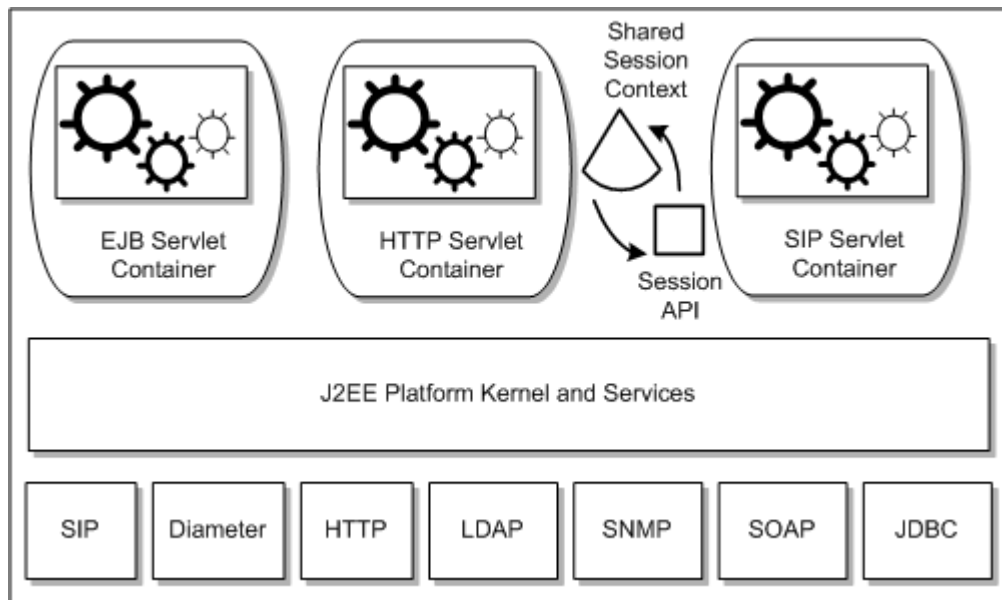 Shared
Session
Context
EJB Servlet
Container
HTTP Servlet
Container
SIP Servlet
Container
Session
API
J2EE Platform Kernel and Services
SIP
Diameter
HTTP
LDAP
SNMP
SOAP
JDBC